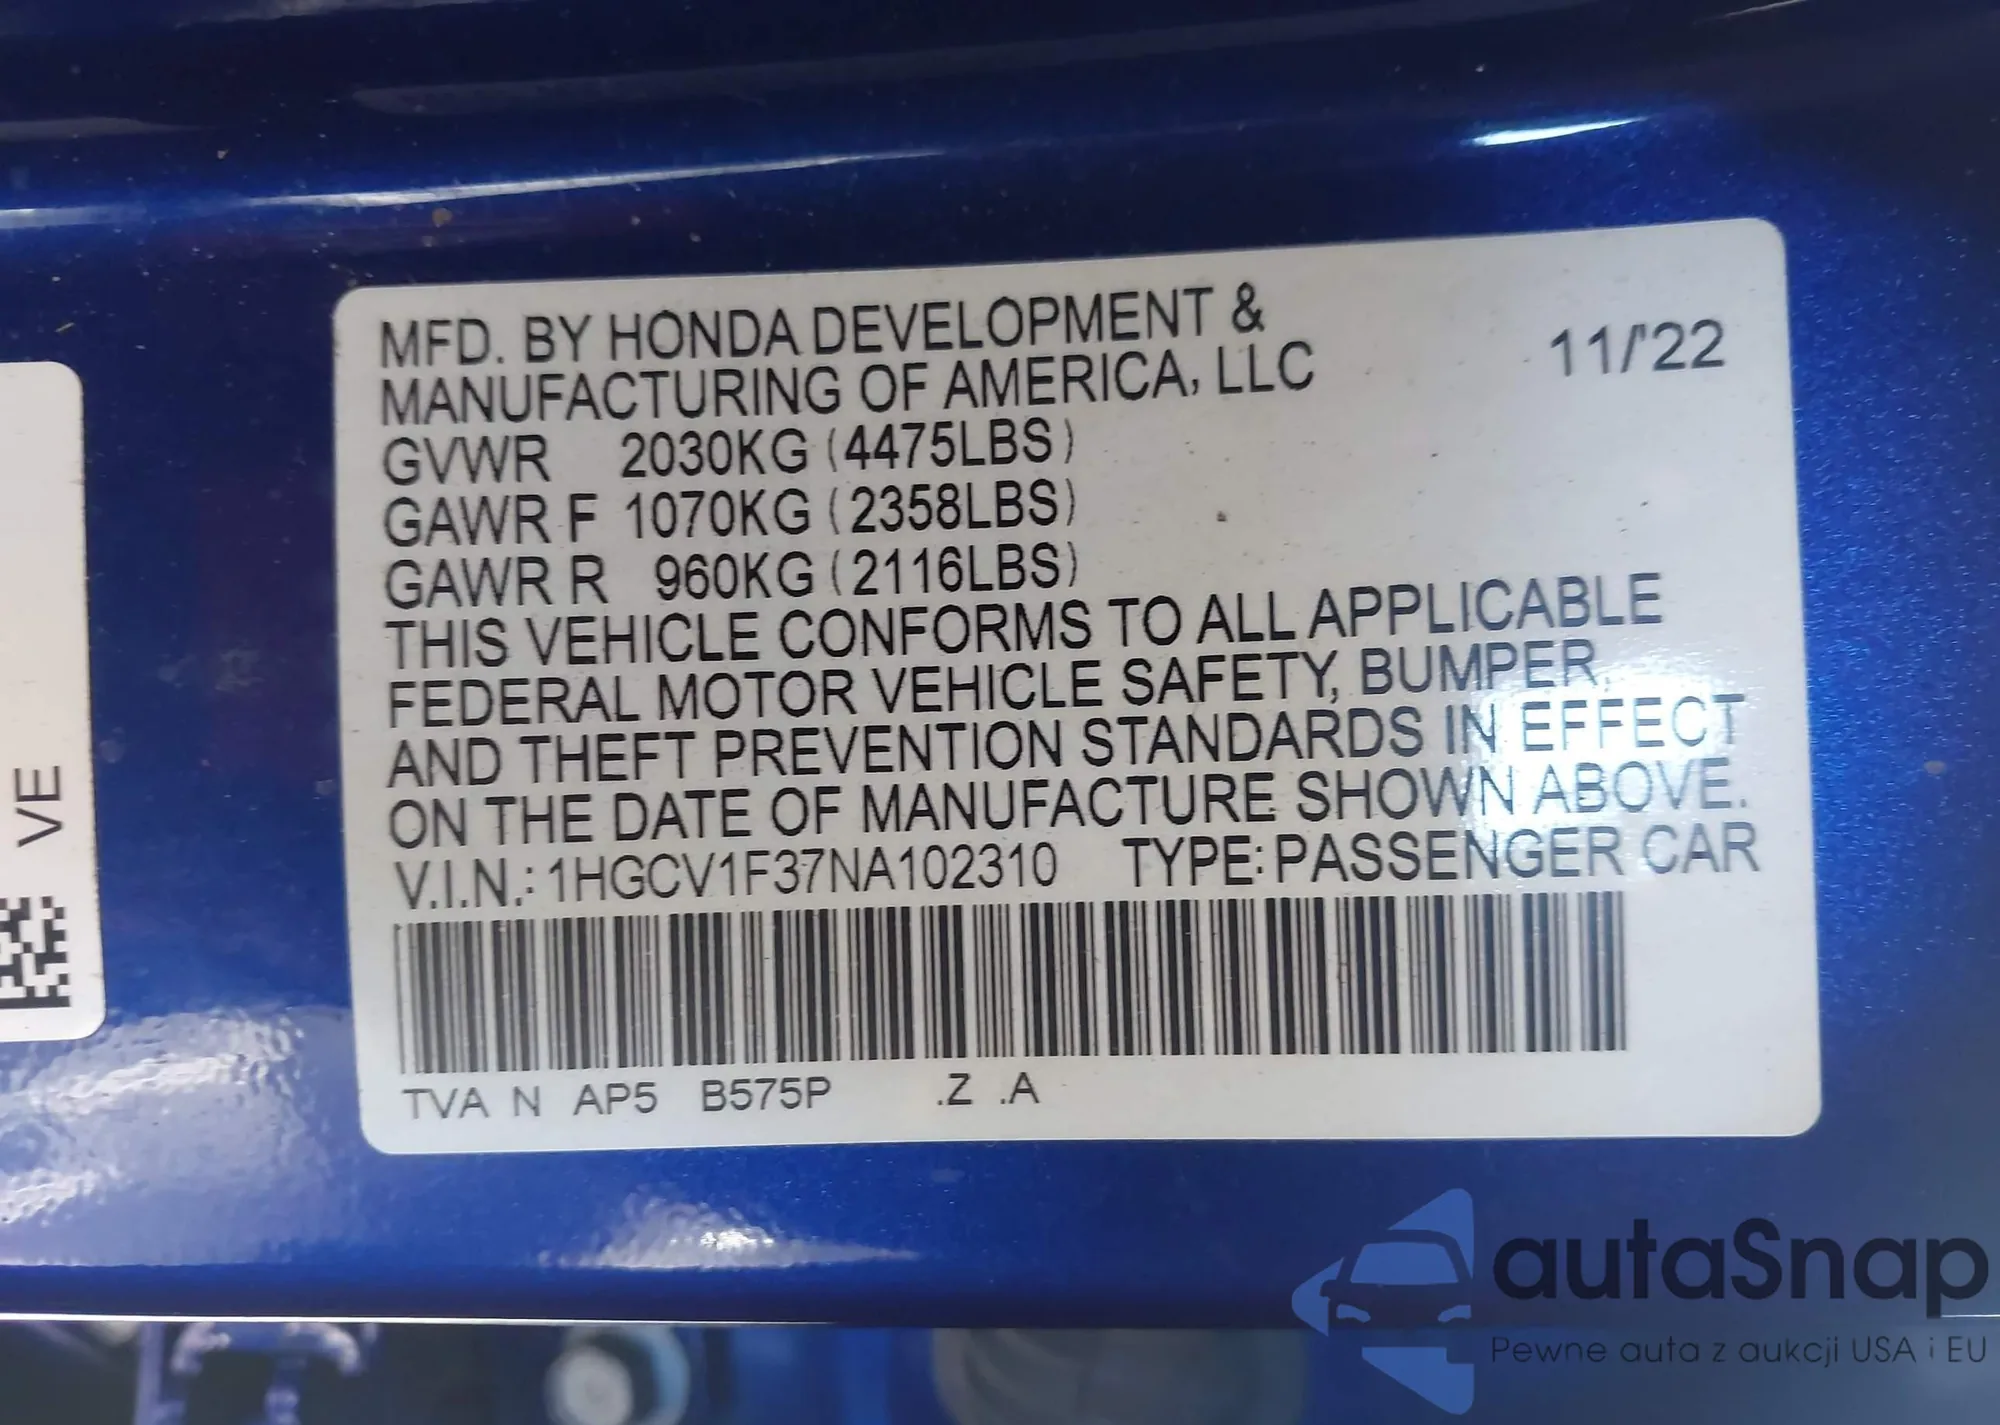 MFD. BY HONDA DEVELOPMENT &
MANUFACTURING OF AMERICA, LLC
11/'22
GVWR 2030KG (4475LBS)
GAWR F 1070KG (2358LBS)
GAWR R 960KG (2116LBS)
THIS VEHICLE CONFORMS TO ALL APPLICABLE
FEDERAL MOTOR VEHICLE SAFETY, BUMPER,
AND THEFT PREVENTION STANDARDS IN EFFECT
ON THE DATE OF MANUFACTURE SHOWN ABOVE.
V.I.N.: 1HGCV1F37NA102310 TYPE: PASSENGER CAR
TVA N AP5 B575P .Z .A
VE
autaSnap
Pewne auta z aukcji USA i EU